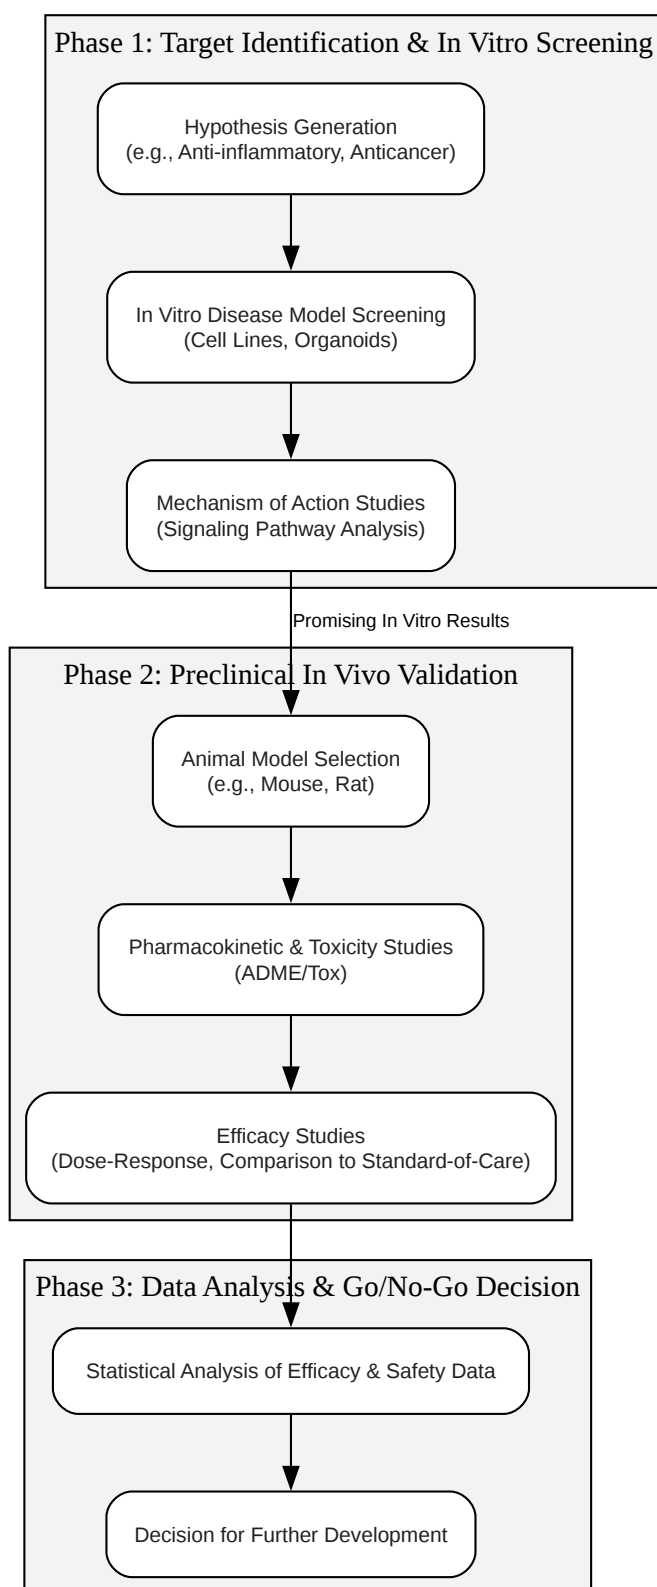 Phase 1: Target Identification & In Vitro Screening
Hypothesis Generation
(e.g., Anti-inflammatory, Anticancer)
In Vitro Disease Model Screening
(Cell Lines, Organoids)
Mechanism of Action Studies
(Signaling Pathway Analysis)
Promising In Vitro Results
Phase 2: Preclinical In Vivo Validation
Animal Model Selection
(e.g., Mouse, Rat)
Pharmacokinetic & Toxicity Studies
(ADME/Tox)
Efficacy Studies
(Dose-Response, Comparison to Standard-of-Care)
Phase 3: Data Analysis & Go/No-Go Decision
Statistical Analysis of Efficacy & Safety Data
Decision for Further Development